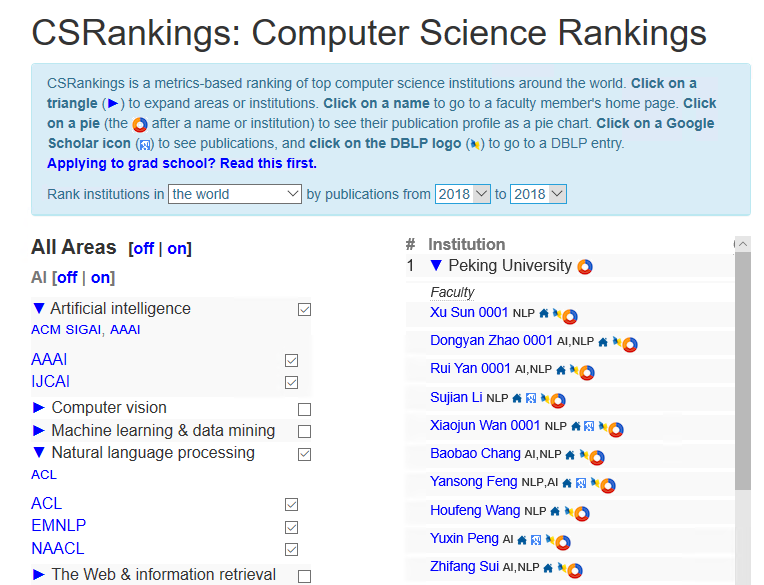 CSRankings: Computer Science Rankings
CSRankings is a metrics-based ranking of top computer science institutions around the world. Click on a
triangle (►) to expand areas or institutions. Click on a name to go to a faculty member's home page. Click
on a pie (the after a name or institution) to see their publication profile as a pie chart. Click on a Google
Scholar icon ( ) to see publications, and click on the DBLP logo ( ) to go to a DBLP entry.
Applying to grad school? Read this first.
Rank institutions in the world by publications from 2018 to 2018
All Areas [off | on]
AI [off | on]
▼ Artificial intelligence
ACM SIGAI, AAAI
AAAI
IJCAI
► Computer vision
► Machine learning & data mining
▼ Natural language processing
ACL
ACL
EMNLP
NAACL
► The Web & information retrieval
# Institution
1 ▼ Peking University
Faculty
Xu Sun 0001 NLP
Dongyan Zhao 0001 AI,NLP
Rui Yan 0001 AI,NLP
Sujian Li NLP
Xiaojun Wan 0001 NLP
Baobao Chang AI,NLP
Yansong Feng NLP,AI
Houfeng Wang NLP
Yuxin Peng AI
Zhifang Sui AI,NLP